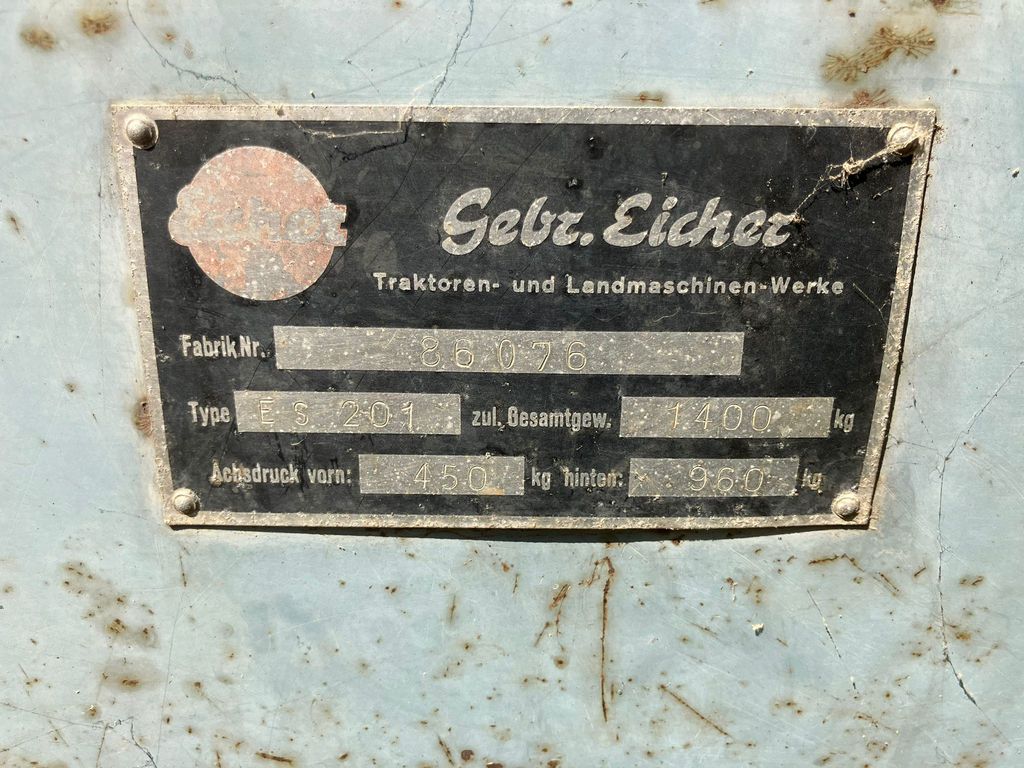 Eicher
Gebr. Eicher
Traktoren- und Landmaschinen-Werke
Fabrik Nr. 86076
Type ES 201 zul. Gesamtgew. 1400 kg
Achsdruck vorn: 450 kg hinten: 960 kg